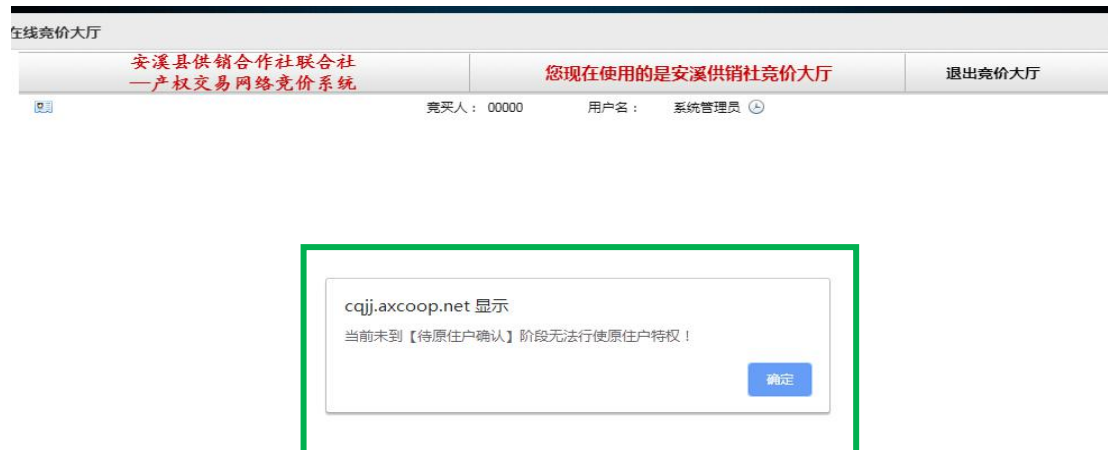 在线竞价大厅
安溪县供销合作社联合社
—产权交易网络竞价系统
您现在使用的是安溪供销社竞价大厅
退出竞价大厅
竞买人： 00000 用户名： 系统管理员
cqjj.axcoop.net 显示
当前未到【待原住户确认】阶段无法行使原住户特权！
确定